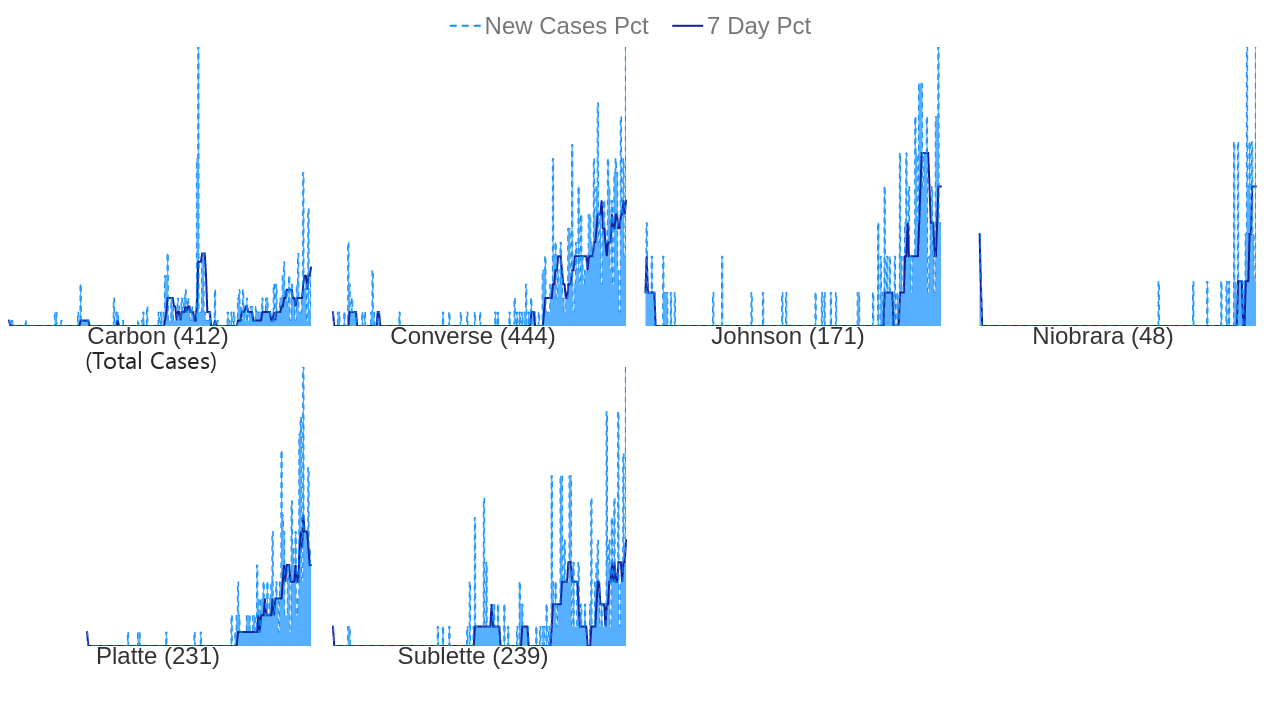 New Cases Pct 7 Day Pct
Carbon (412) Converse (444) Johnson (171) Niobrara (48)
(Total Cases)
Platte (231) Sublette (239)